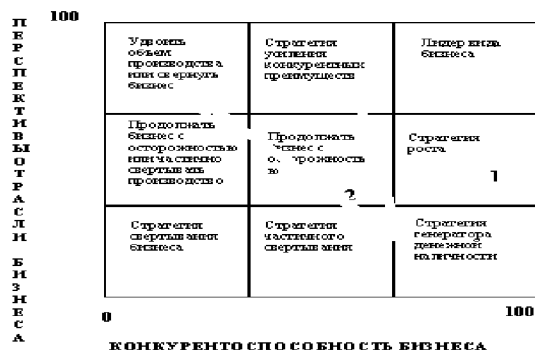 100
ПЕРСПЕКТИВЫ ОТРАСЛИ БИЗНЕСА
Удвоить
объем
производства
или свернуть
бизнес
Стратегия
усиления
конкурентных
преимуществ
Лидер вида
бизнеса
Продолжать
бизнес с
осторожностью
или частично
свертывать
производство
Продолжать
бизнес с
осторожность
ю
2
Стратегия
роста
1
Стратегия
свертывания
бизнеса
Стратегия
частичного
свертывания
Стратегия
генератора
денежной
наличности
0
100
КОНКУРЕНТОСПОСОБНОСТЬ БИЗНЕСА